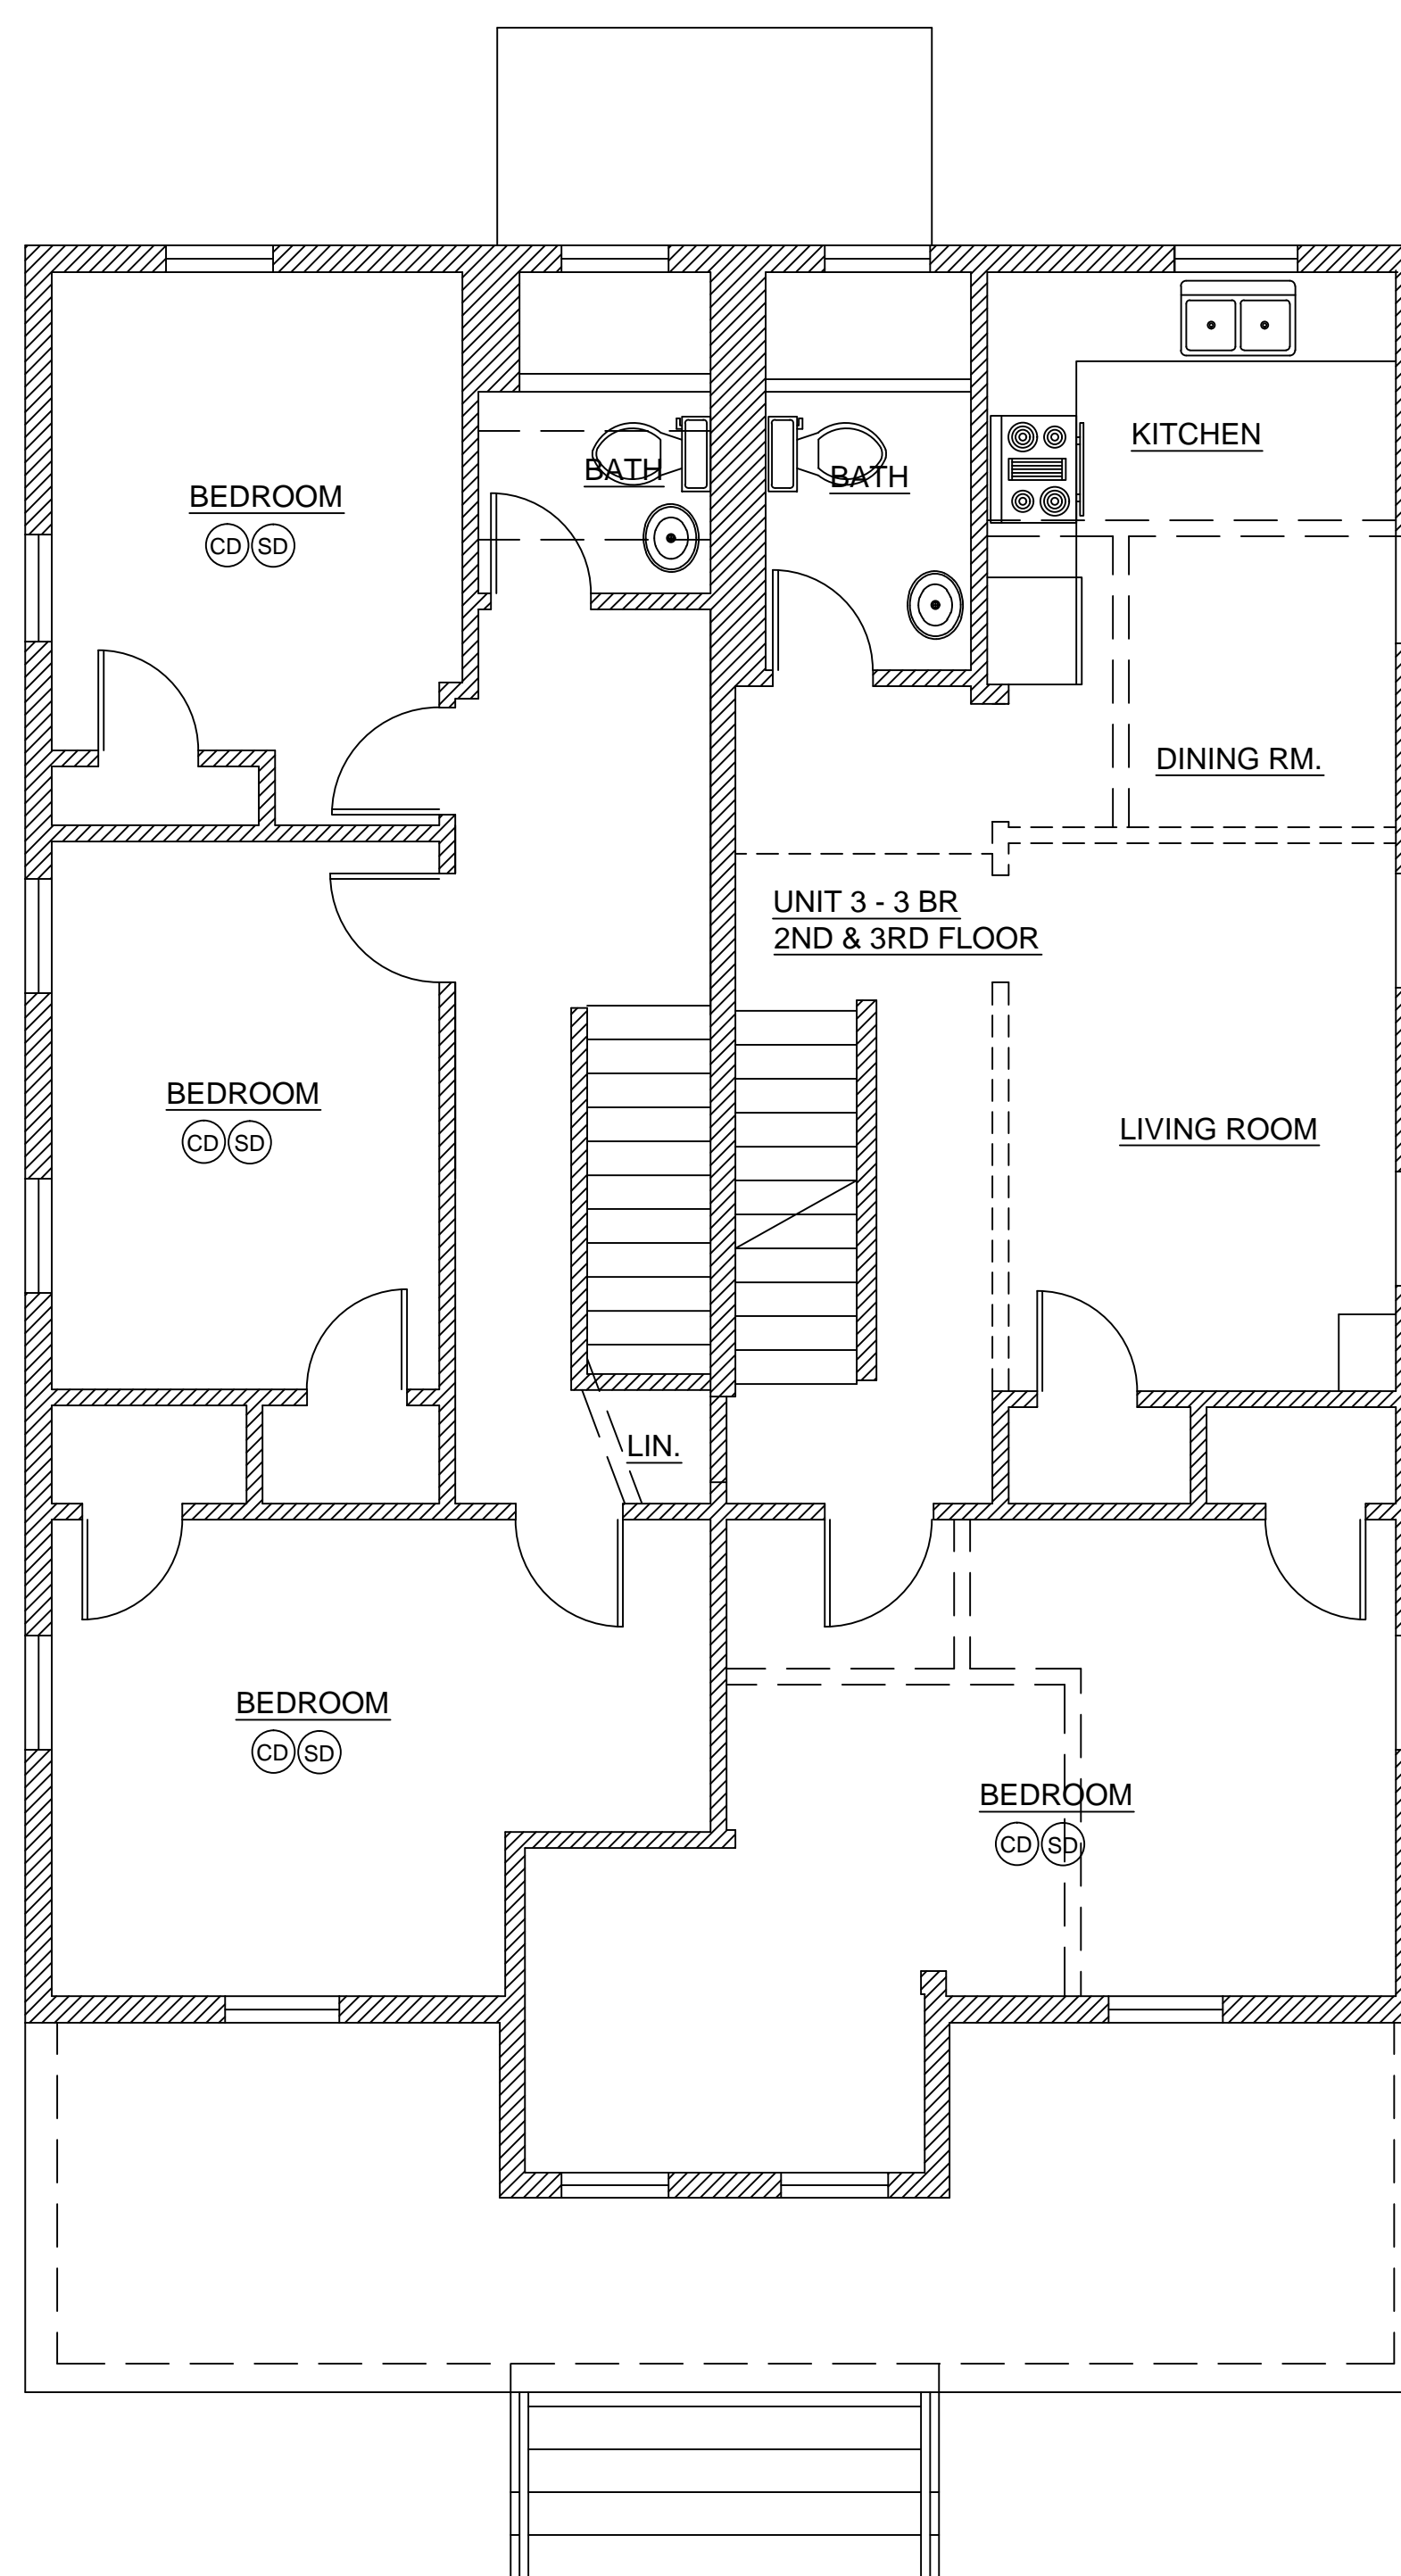 KITCHEN
BATH
BATH
BEDROOM
CD SD
DINING RM.
UNIT 3 - 3 BR
2ND & 3RD FLOOR
BEDROOM
CD SD
LIVING ROOM
LIN.
BEDROOM
CD SD
BEDROOM
CD SD